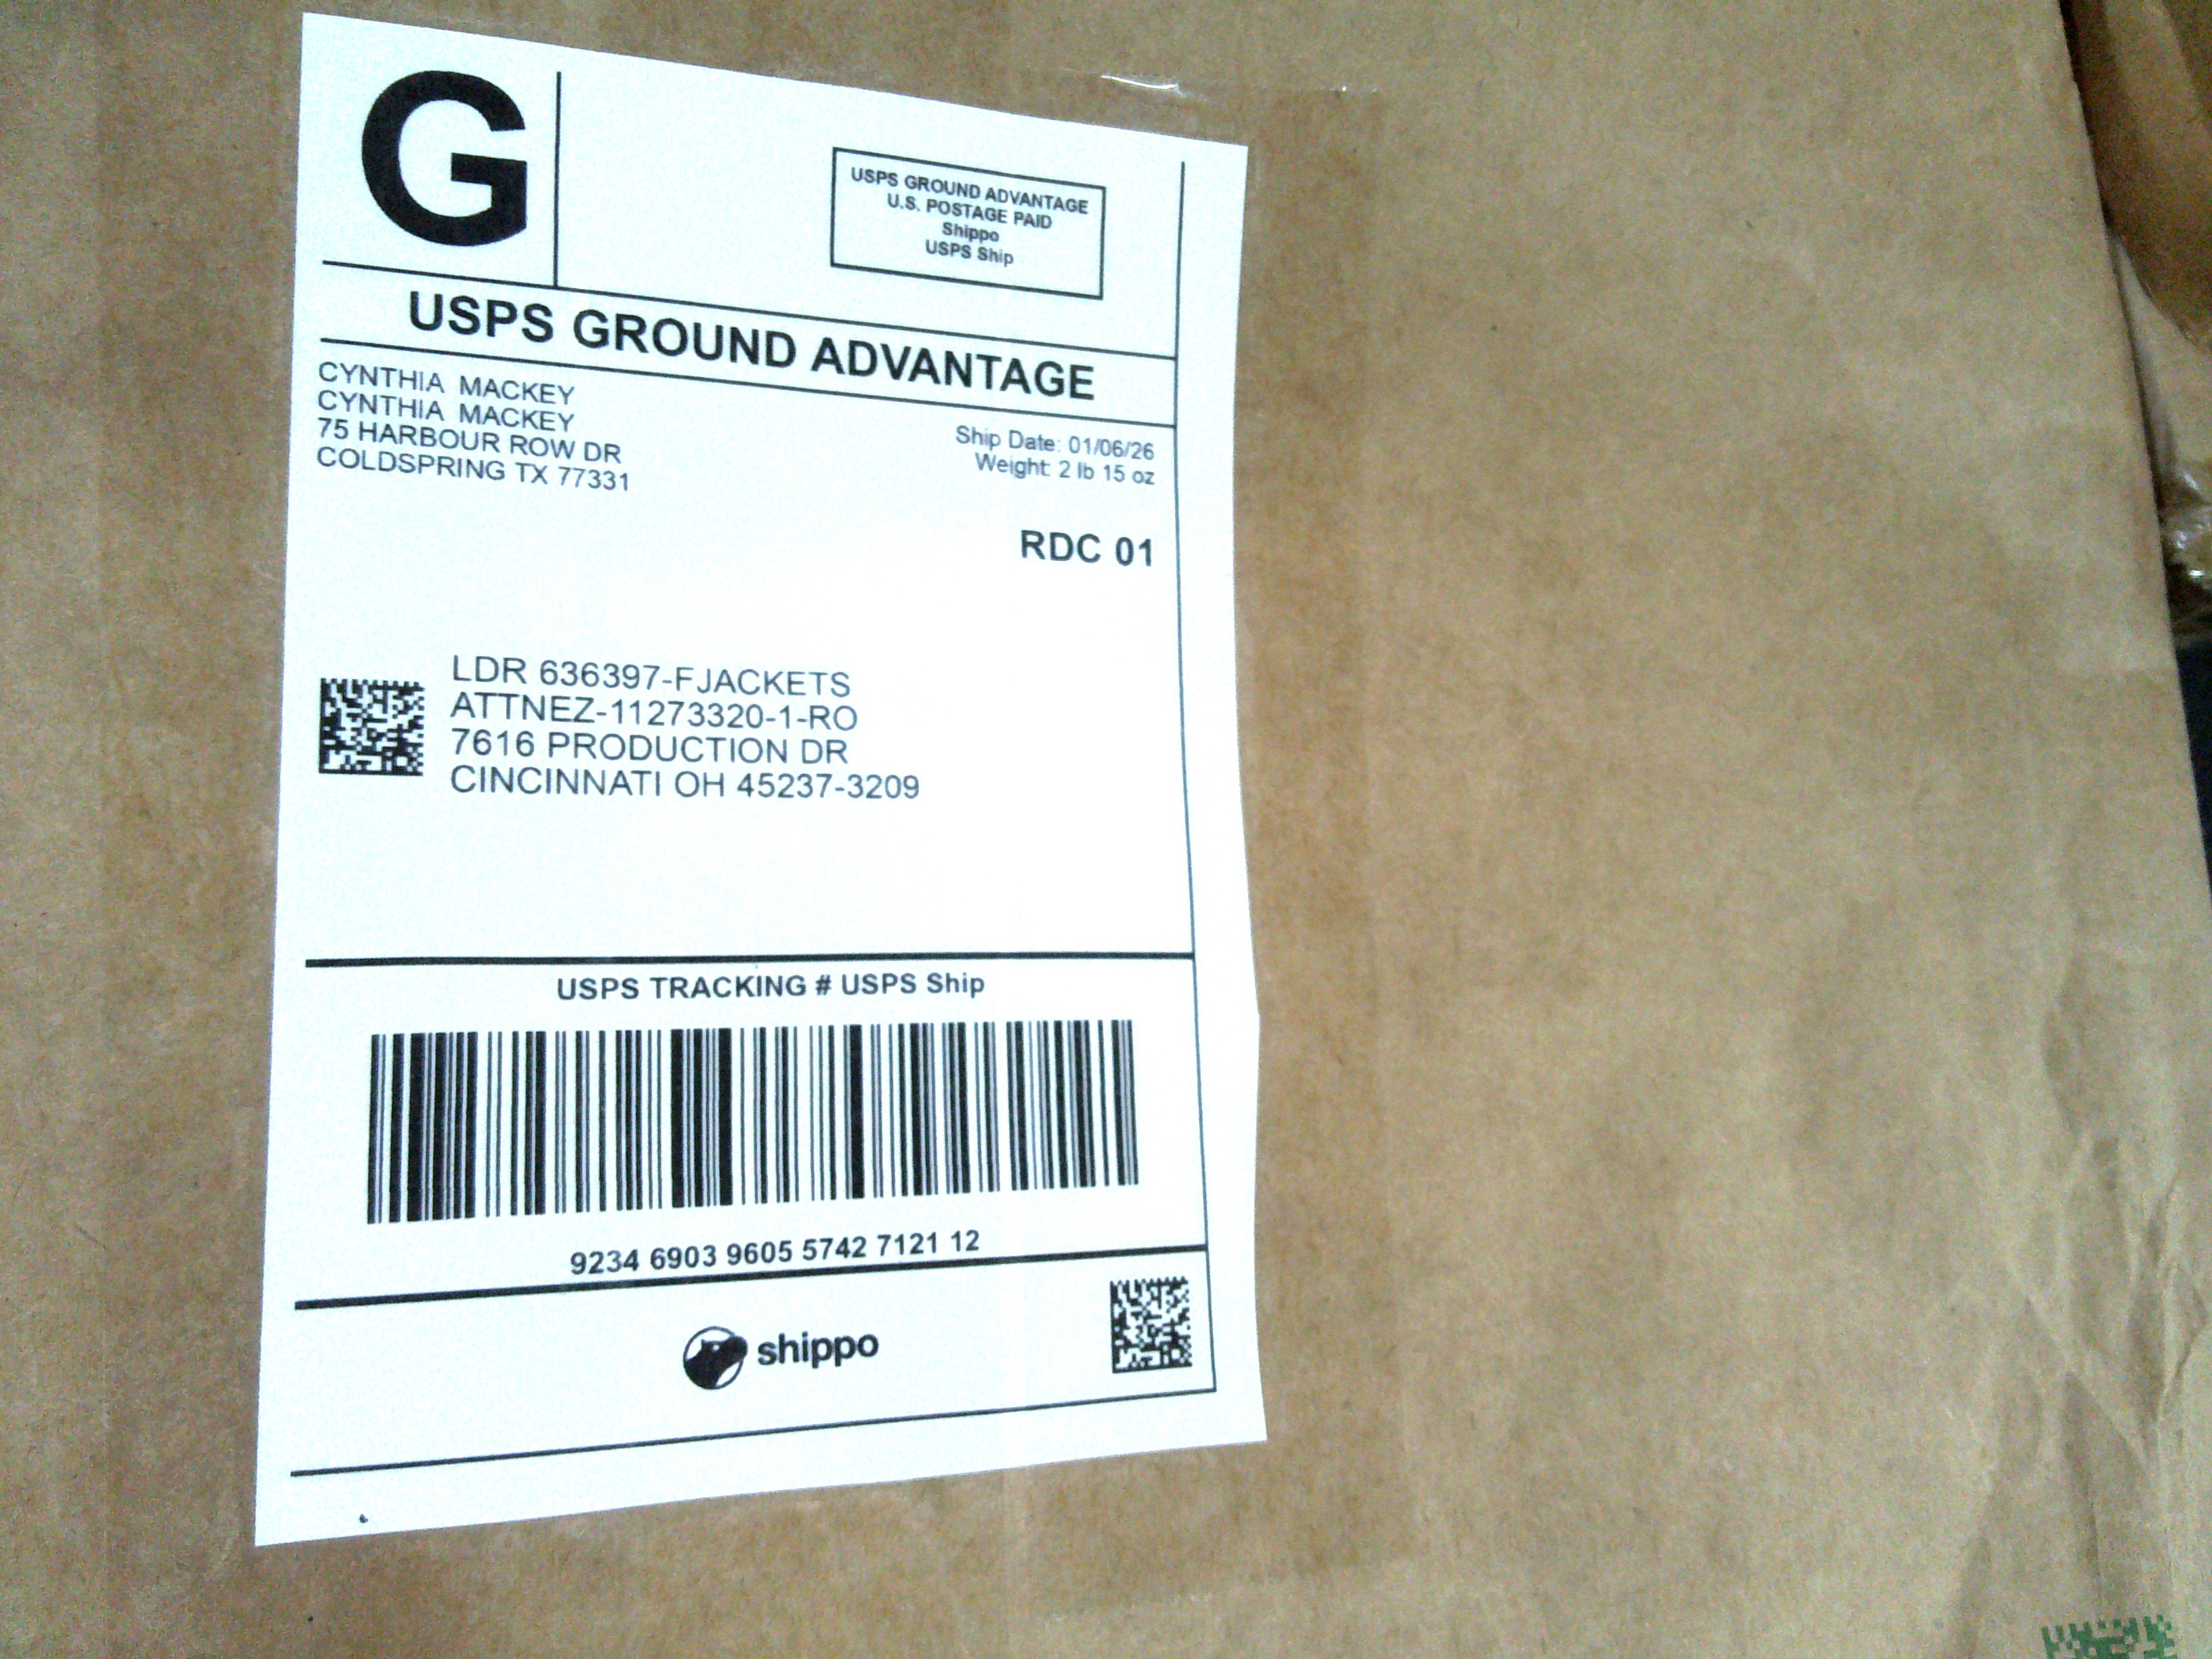 G
USPS GROUND ADVANTAGE
U.S. POSTAGE PAID
Shippo
USPS Ship
USPS GROUND ADVANTAGE
CYNTHIA MACKEY
CYNTHIA MACKEY
75 HARBOUR ROW DR
COLDSPRING TX 77331
Ship Date: 01/06/26
Weight: 2 lb 15 oz
RDC 01
LDR 636397-FJACKETS
ATTNEZ-11273320-1-RO
7616 PRODUCTION DR
CINCINNATI OH 45237-3209
USPS TRACKING # USPS Ship
9234 6903 9605 5742 7121 12
shippo